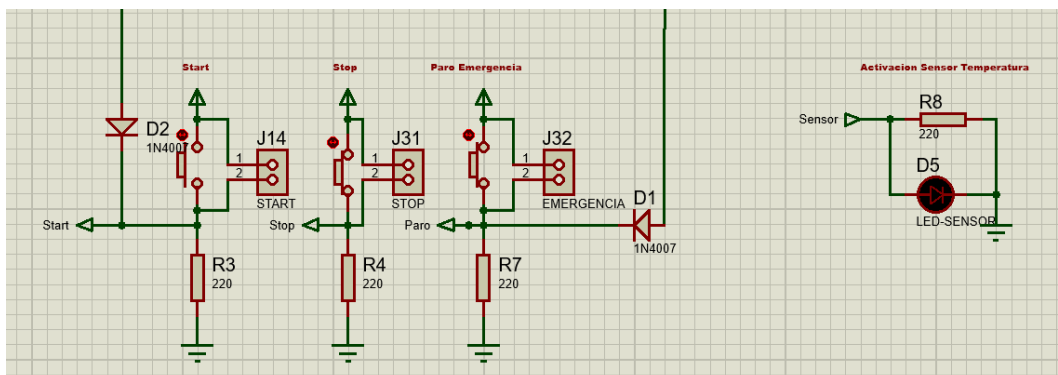 Start
Stop
Paro Emergencia
Activacion Sensor Temperatura
D2
1N4007
J14
1
2
START
J31
1
2
STOP
J32
1
2
EMERGENCIA
D1
1N4007
Sensor
R8
220
D5
LED-SENSOR
Start
Stop
Paro
R3
220
R4
220
R7
220